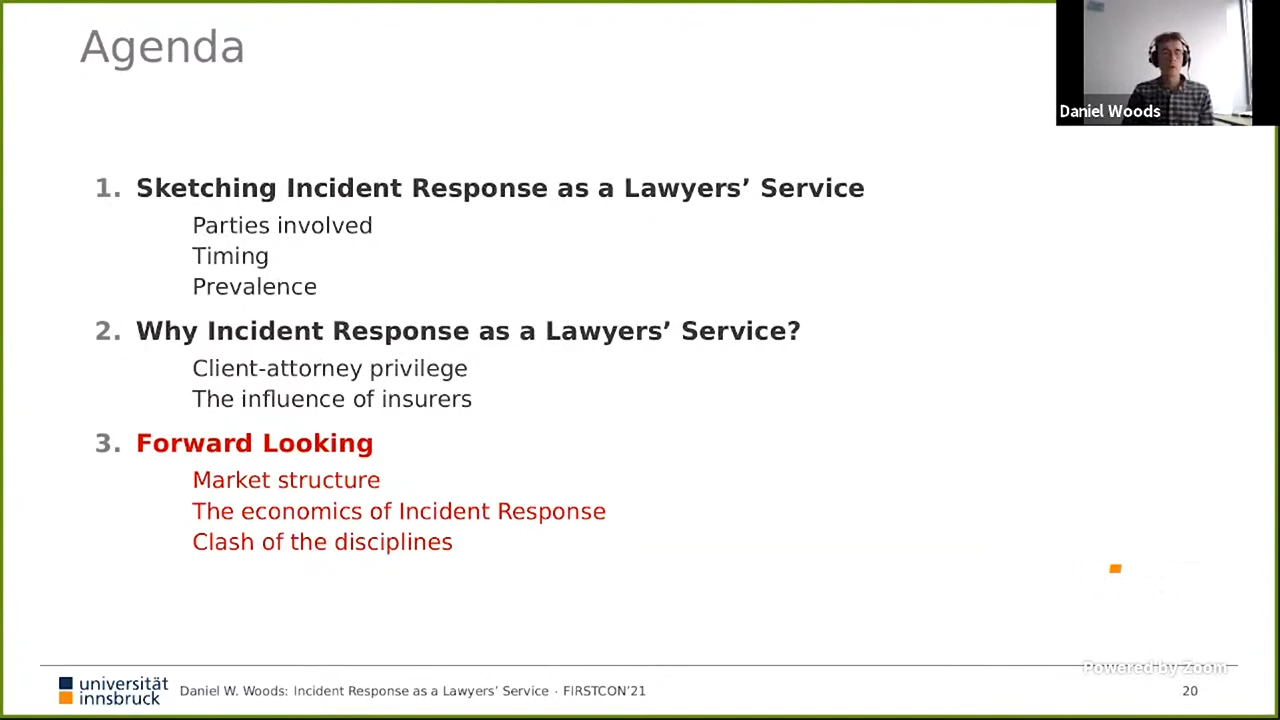 Agenda
Daniel Woods
1. Sketching Incident Response as a Lawyers’ Service
Parties involved
Timing
Prevalence
2. Why Incident Response as a Lawyers’ Service?
Client-attorney privilege
The influence of insurers
3. Forward Looking
Market structure
The economics of Incident Response
Clash of the disciplines
Powered by Zoom
universität
innsbruck
Daniel W. Woods: Incident Response as a Lawyers’ Service · FIRSTCON’21
20